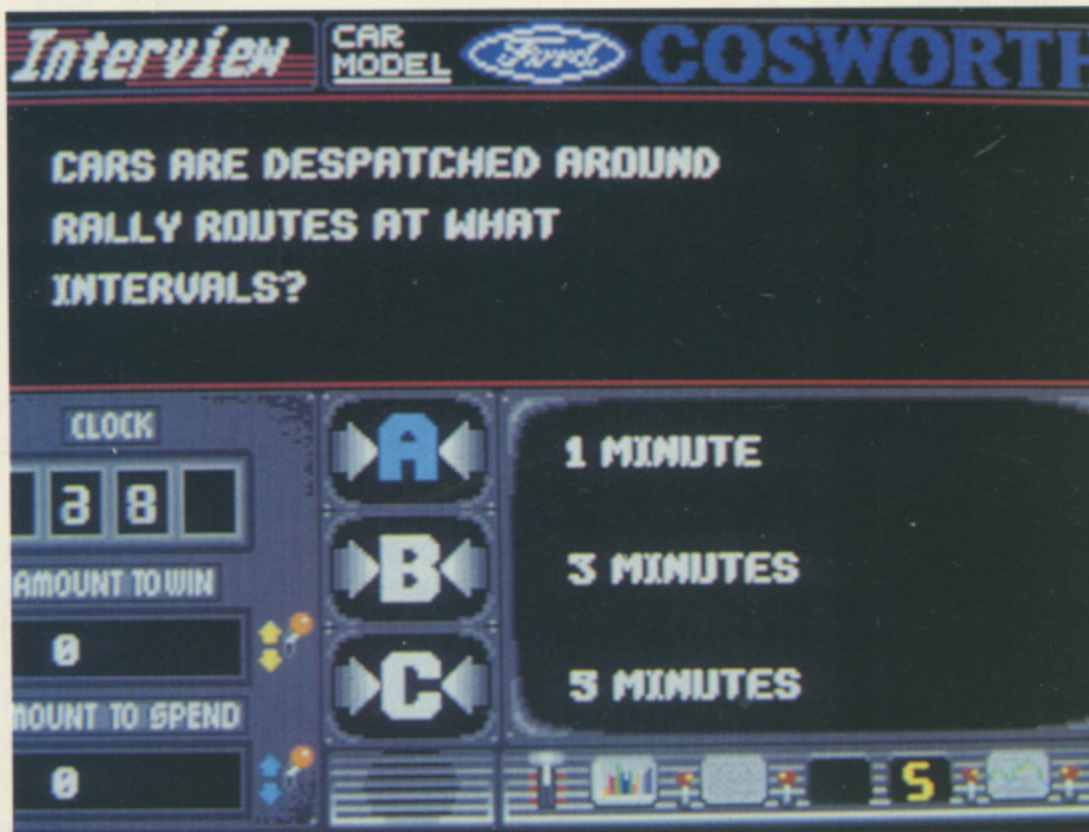 Interview
CAR MODEL Ford COSWORTH
CARS ARE DESPATCHED AROUND
RALLY ROUTES AT WHAT
INTERVALS?
CLOCK
38
AMOUNT TO WIN
0
MOUNT TO SPEND
0
A 1 MINUTE
B 3 MINUTES
C 5 MINUTES
5